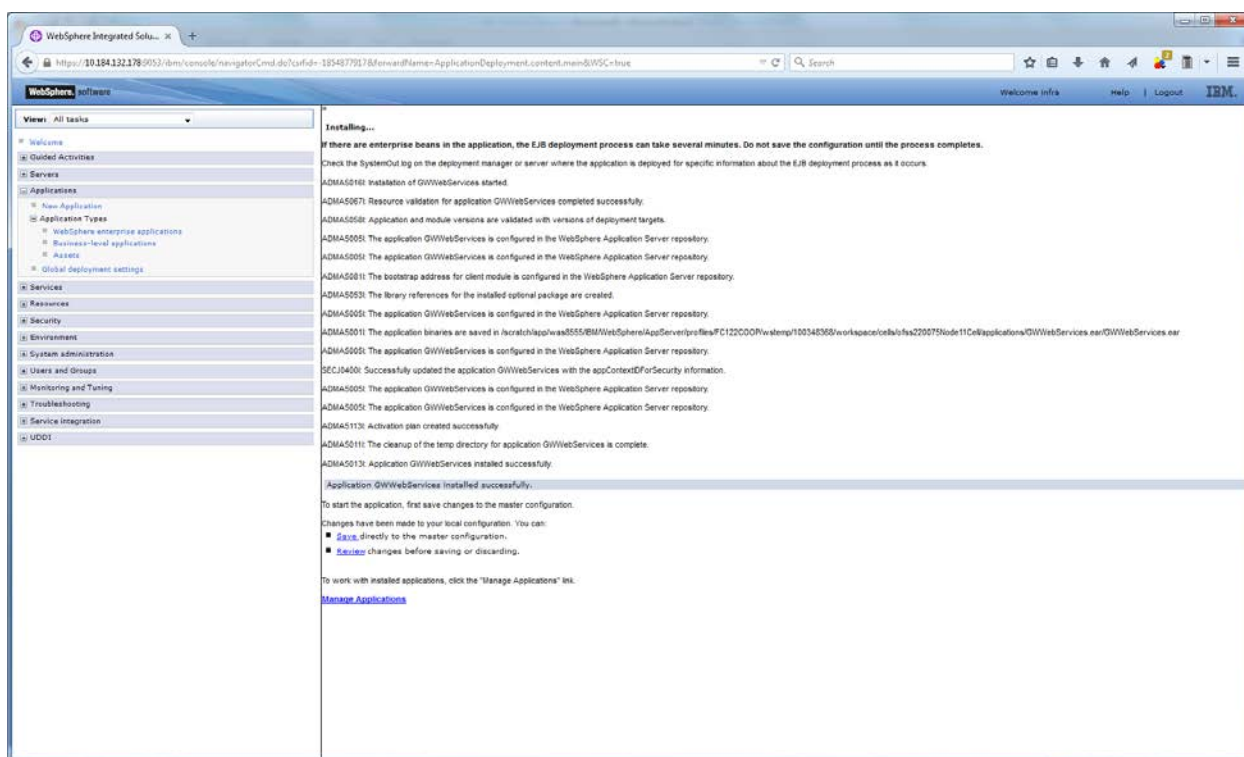 WebSphere Integrated Solu... × +
https://10.184.132.178:9053/ibm/console/navigatorCmd.do?csrfid=-1854877917&forwardName=ApplicationDeployment.content.main&WSC=true
Search
2
WebSphere. software
Welcome infra Help | Logout IBM.
View: All tasks
Welcome
Guided Activities
Servers
Applications
New Application
Application Types
WebSphere enterprise applications
Business-level applications
Assets
Global deployment settings
Services
Resources
Security
Environment
System administration
Users and Groups
Monitoring and Tuning
Troubleshooting
Service integration
UDDI
Installing...
If there are enterprise beans in the application, the EJB deployment process can take several minutes. Do not save the configuration until the process completes.
Check the SystemOut log on the deployment manager or server where the application is deployed for specific information about the EJB deployment process as it occurs.
ADMA5016I: Installation of GWWebServices started.
ADMA5067I: Resource validation for application GWWebServices completed successfully.
ADMA5058I: Application and module versions are validated with versions of deployment targets.
ADMA5005I: The application GWWebServices is configured in the WebSphere Application Server repository.
ADMA5005I: The application GWWebServices is configured in the WebSphere Application Server repository.
ADMA5081I: The bootstrap address for client module is configured in the WebSphere Application Server repository.
ADMA5053I: The library references for the installed optional package are created.
ADMA5005I: The application GWWebServices is configured in the WebSphere Application Server repository.
ADMA5001I: The application binaries are saved in /scratch/app/was8555/IBM/WebSphere/AppServer/profiles/FC122COOP/wstemp/100348368/workspace/cells/ofss220075Node11Cell/applications/GWWebServices.ear/GWWebServices.ear
ADMA5005I: The application GWWebServices is configured in the WebSphere Application Server repository.
SECJ0400I: Successfully updated the application GWWebServices with the appContextIDForSecurity information.
ADMA5005I: The application GWWebServices is configured in the WebSphere Application Server repository.
ADMA5005I: The application GWWebServices is configured in the WebSphere Application Server repository.
ADMA5113I: Activation plan created successfully.
ADMA5011I: The cleanup of the temp directory for application GWWebServices is complete.
ADMA5013I: Application GWWebServices installed successfully.
Application GWWebServices installed successfully.
To start the application, first save changes to the master configuration.
Changes have been made to your local configuration. You can:
Save directly to the master configuration.
Review changes before saving or discarding.
To work with installed applications, click the "Manage Applications" link.
Manage Applications